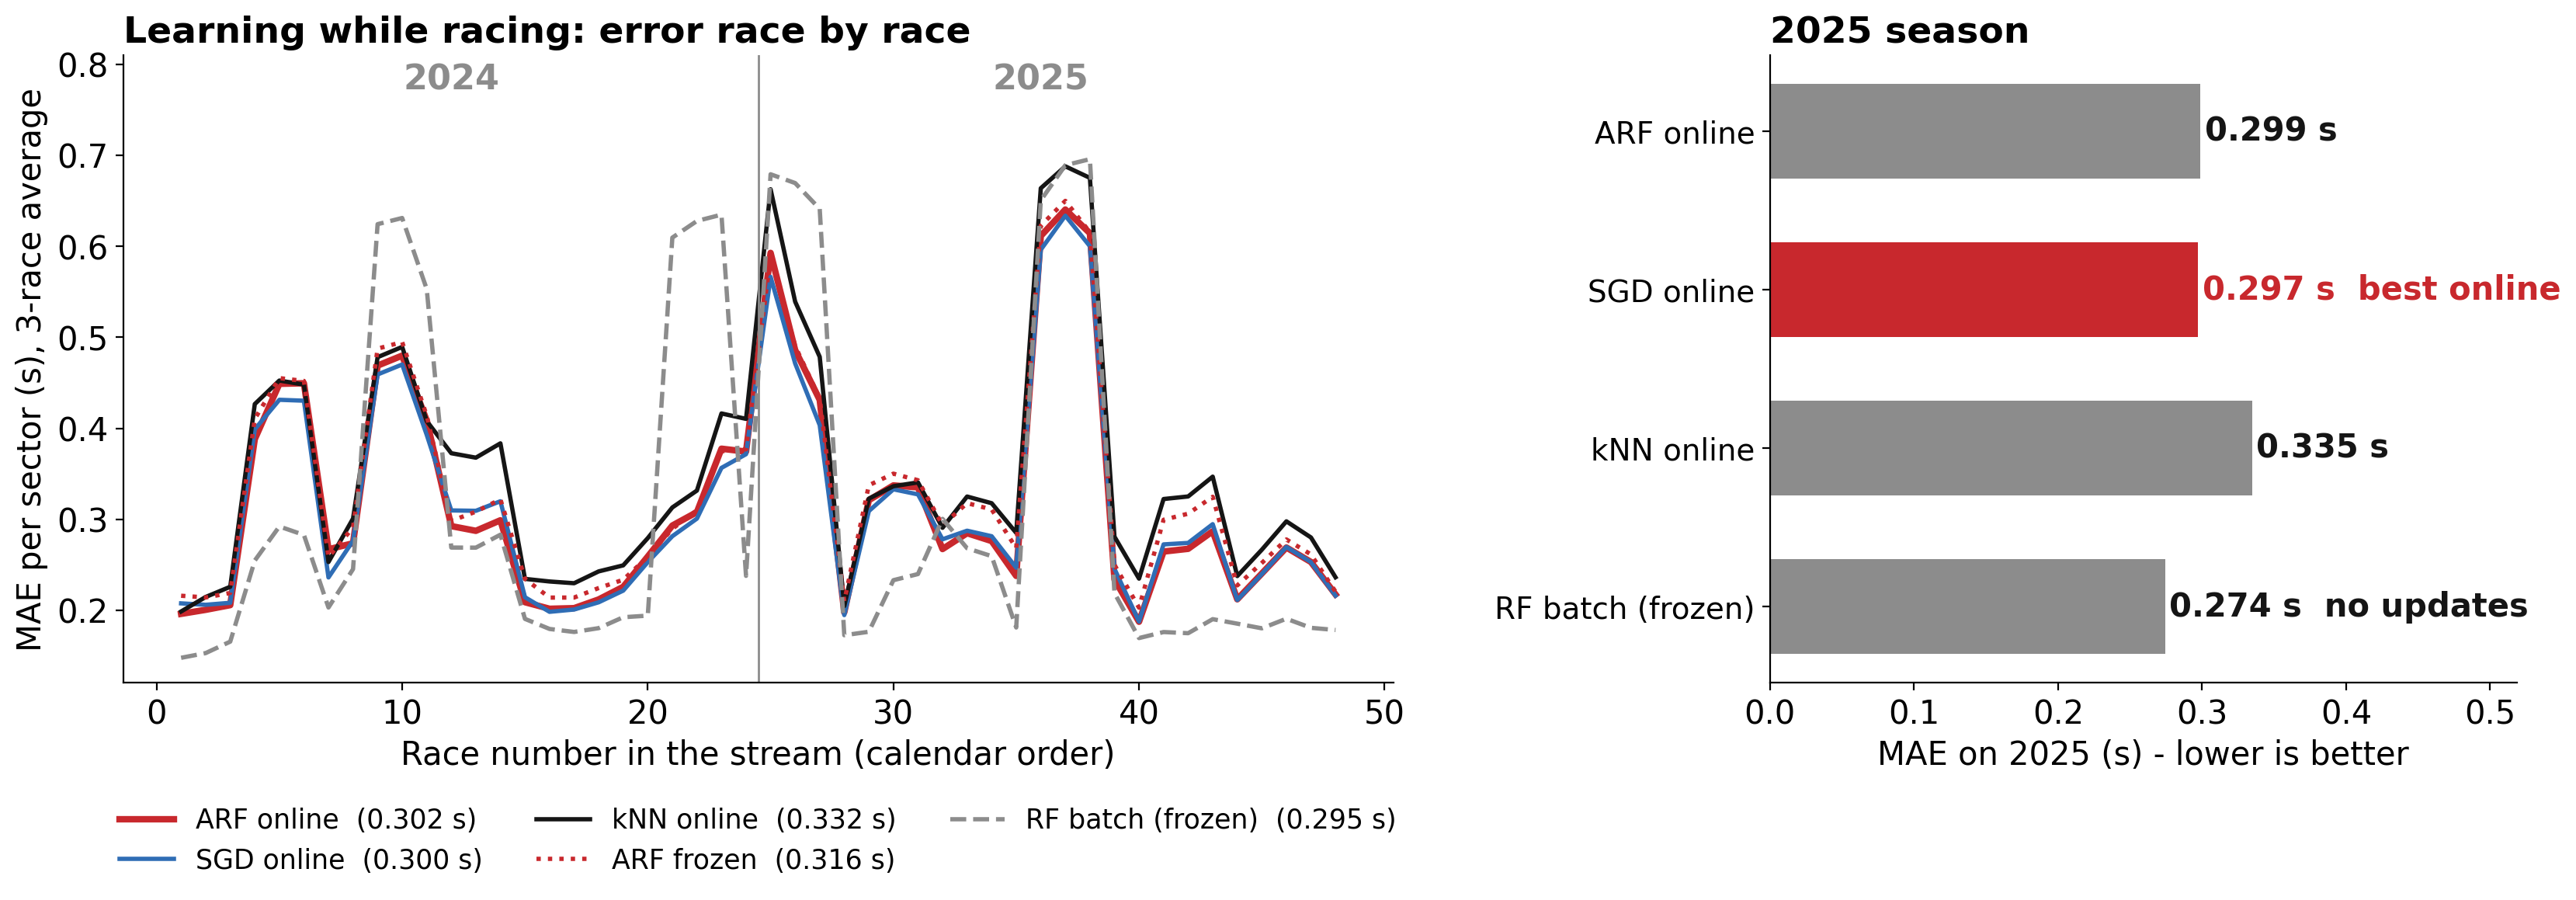 Learning while racing: error race by race
2024
2025
MAE per sector (s), 3-race average
0.8
0.7
0.6
0.5
0.4
0.3
0.2
0
10
20
30
40
50
Race number in the stream (calendar order)
ARF online (0.302 s)
SGD online (0.300 s)
kNN online (0.332 s)
ARF frozen (0.316 s)
RF batch (frozen) (0.295 s)
2025 season
ARF online
0.299 s
SGD online
0.297 s best online
kNN online
0.335 s
RF batch (frozen)
0.274 s no updates
0.0
0.1
0.2
0.3
0.4
0.5
MAE on 2025 (s) - lower is better